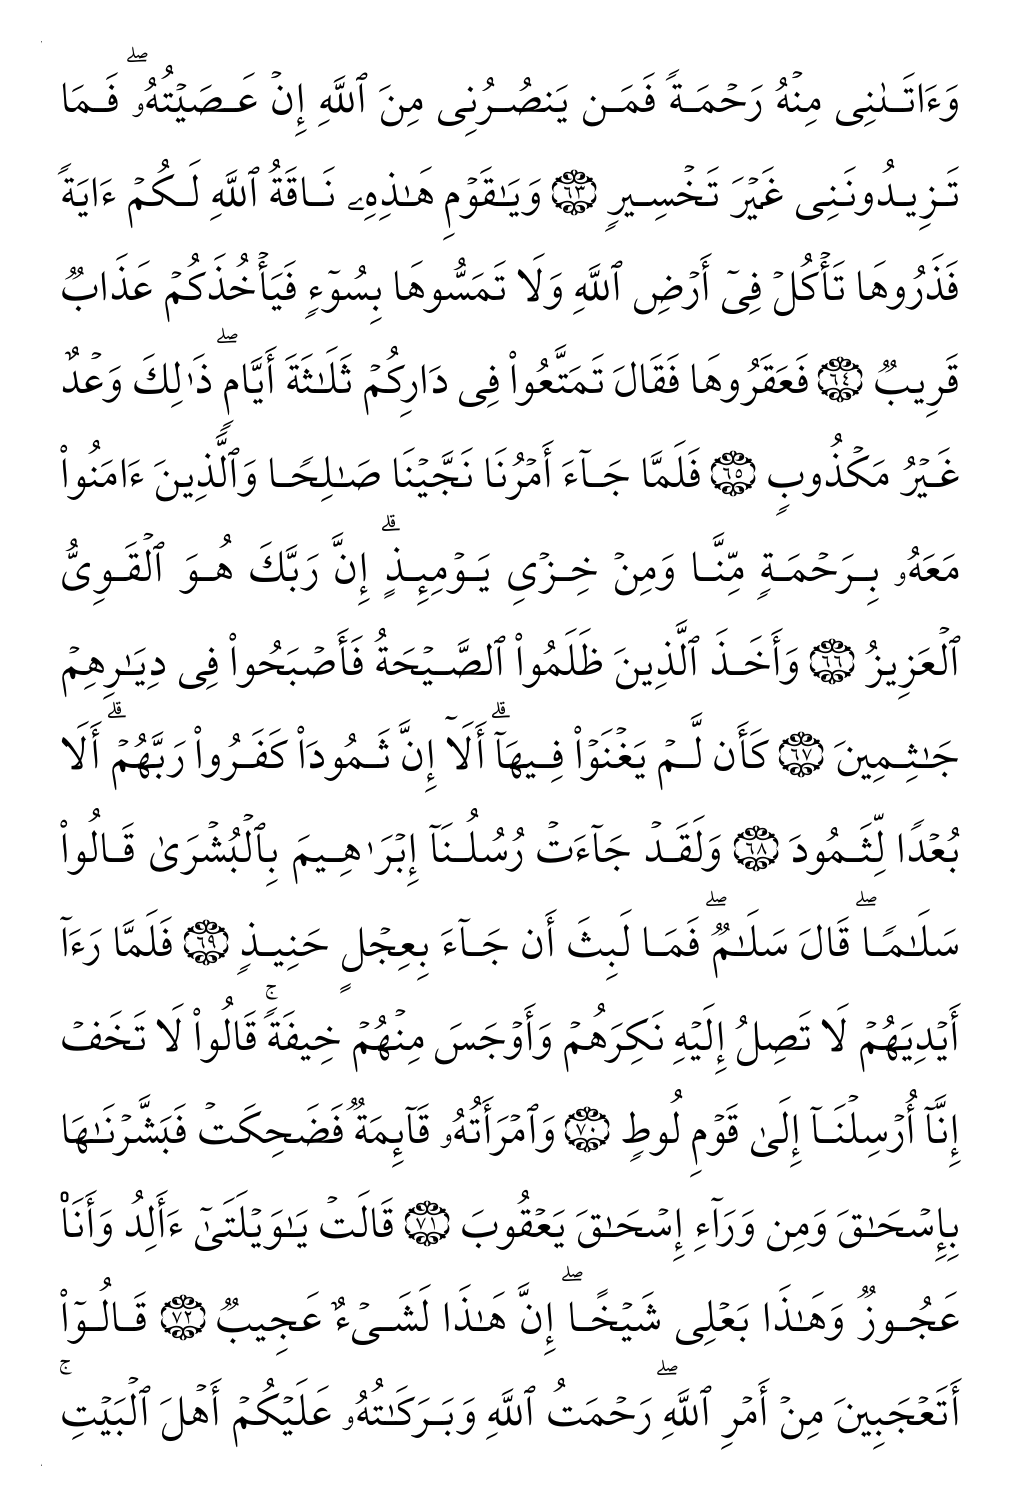 وَءَاتَىٰنِى مِنْهُ رَحْمَةً فَمَن يَنصُرُنِى مِنَ ٱللَّهِ إِنْ عَصَيْتُهُۥ ۖ فَمَا
تَزِيدُونَنِى غَيْرَ تَخْسِيرٍ ٦٣ وَيَـٰقَوْمِ هَـٰذِهِۦ نَاقَةُ ٱللَّهِ لَكُمْ ءَايَةً
فَذَرُوهَا تَأْكُلْ فِىٓ أَرْضِ ٱللَّهِ وَلَا تَمَسُّوهَا بِسُوٓءٍ فَيَأْخُذَكُمْ عَذَابٌ
قَرِيبٌ ٦٤ فَعَقَرُوهَا فَقَالَ تَمَتَّعُوا۟ فِى دَارِكُمْ ثَلَـٰثَةَ أَيَّامٍ ۖ ذَٰلِكَ وَعْدٌ
غَيْرُ مَكْذُوبٍ ٦٥ فَلَمَّا جَآءَ أَمْرُنَا نَجَّيْنَا صَـٰلِحًا وَٱلَّذِينَ ءَامَنُوا۟
مَعَهُۥ بِرَحْمَةٍ مِّنَّا وَمِنْ خِزْىِ يَوْمِئِذٍ ۗ إِنَّ رَبَّكَ هُوَ ٱلْقَوِىُّ
ٱلْعَزِيزُ ٦٦ وَأَخَذَ ٱلَّذِينَ ظَلَمُوا۟ ٱلصَّيْحَةُ فَأَصْبَحُوا۟ فِى دِيَـٰرِهِمْ
جَـٰثِمِينَ ٦٧ كَأَن لَّمْ يَغْنَوْا۟ فِيهَآ ۗ أَلَآ إِنَّ ثَمُودَا۟ كَفَرُوا۟ رَبَّهُمْ ۗ أَلَا
بُعْدًا لِّثَمُودَ ٦٨ وَلَقَدْ جَآءَتْ رُسُلُنَآ إِبْرَٰهِيمَ بِٱلْبُشْرَىٰ قَالُوا۟
سَلَـٰمًا ۖ قَالَ سَلَـٰمٌ ۖ فَمَا لَبِثَ أَن جَآءَ بِعِجْلٍ حَنِيذٍ ٦٩ فَلَمَّا رَءَآ
أَيْدِيَهُمْ لَا تَصِلُ إِلَيْهِ نَكِرَهُمْ وَأَوْجَسَ مِنْهُمْ خِيفَةً ۚ قَالُوا۟ لَا تَخَفْ
إِنَّآ أُرْسِلْنَآ إِلَىٰ قَوْمِ لُوطٍ ٧٠ وَٱمْرَأَتُهُۥ قَآئِمَةٌ فَضَحِكَتْ فَبَشَّرْنَـٰهَا
بِإِسْحَـٰقَ وَمِن وَرَآءِ إِسْحَـٰقَ يَعْقُوبَ ٧١ قَالَتْ يَـٰوَيْلَتَىٰٓ ءَأَلِدُ وَأَنَا۠
عَجُوزٌ وَهَـٰذَا بَعْلِى شَيْخًا ۖ إِنَّ هَـٰذَا لَشَىْءٌ عَجِيبٌ ٧٢ قَالُوٓا۟
أَتَعْجَبِينَ مِنْ أَمْرِ ٱللَّهِ ۖ رَحْمَتُ ٱللَّهِ وَبَرَكَـٰتُهُۥ عَلَيْكُمْ أَهْلَ ٱلْبَيْتِ ۚ